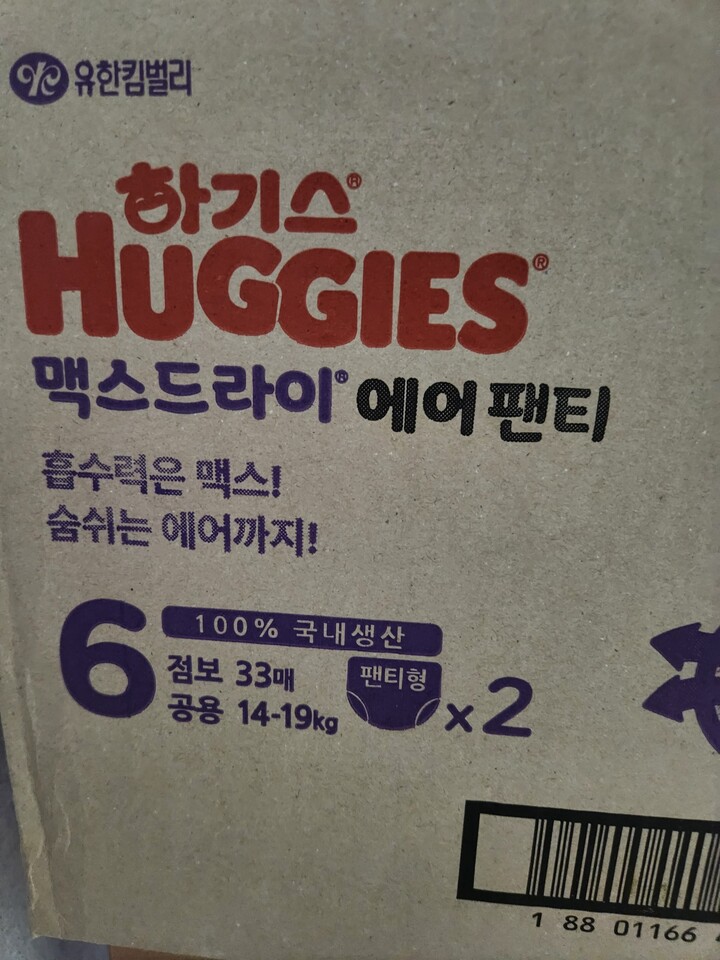 유한킴벌리
하기스®
HUGGIES®
맥스드라이® 에어 팬티
흡수력은 맥스!
숨쉬는 에어까지!
6
100% 국내생산
점보 33매
공용 14-19kg
팬티형
x2
1 88 01166